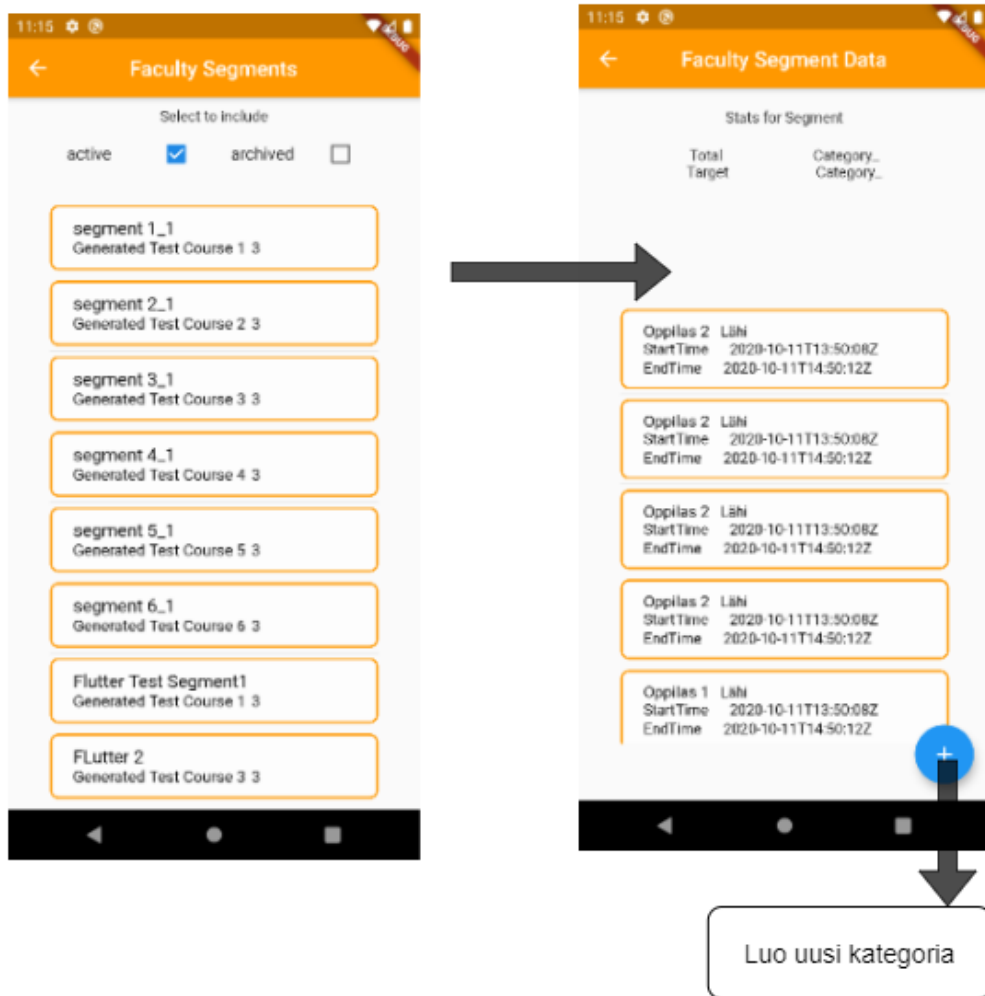 11:15
Faculty Segments
Select to include
active archived
segment 1_1
Generated Test Course 1 3
segment 2_1
Generated Test Course 2 3
segment 3_1
Generated Test Course 3 3
segment 4_1
Generated Test Course 4 3
segment 5_1
Generated Test Course 5 3
segment 6_1
Generated Test Course 6 3
Flutter Test Segment1
Generated Test Course 1 3
FLutter 2
Generated Test Course 3 3
11:15
Faculty Segment Data
Stats for Segment
Total Category_
Target Category_
Oppilas 2 Lähi
StartTime 2020-10-11T13:50:08Z
EndTime 2020-10-11T14:50:12Z
Oppilas 2 Lähi
StartTime 2020-10-11T13:50:08Z
EndTime 2020-10-11T14:50:12Z
Oppilas 2 Lähi
StartTime 2020-10-11T13:50:08Z
EndTime 2020-10-11T14:50:12Z
Oppilas 2 Lähi
StartTime 2020-10-11T13:50:08Z
EndTime 2020-10-11T14:50:12Z
Oppilas 1 Lähi
StartTime 2020-10-11T13:50:08Z
EndTime 2020-10-11T14:50:12Z
+
Luo uusi kategoria